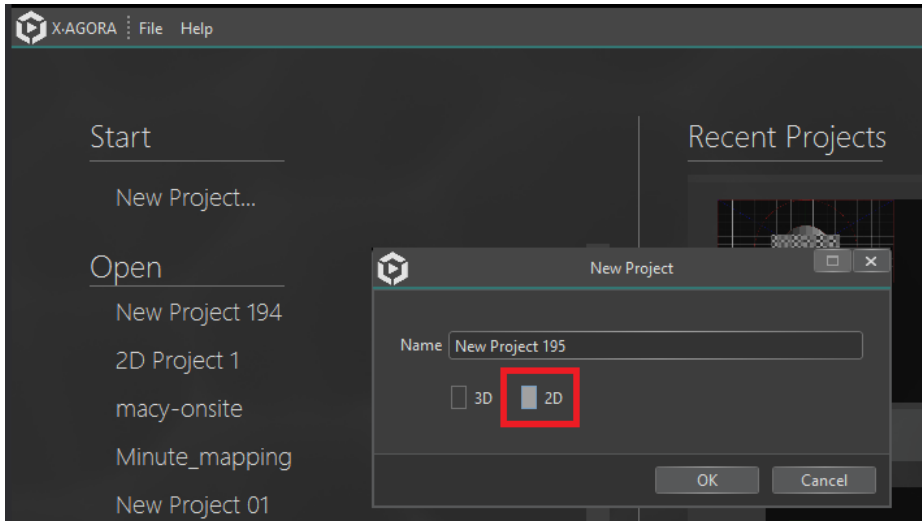 X·AGORA File Help
Start
New Project...
Open
New Project 194
2D Project 1
macy-onsite
Minute_mapping
New Project 01
Recent Projects
New Project
Name New Project 195
3D 2D
OK Cancel